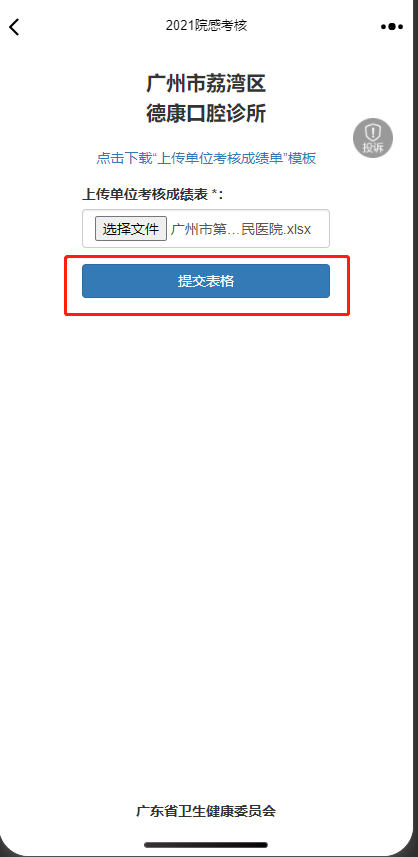 2021院感考核
广州市荔湾区
德康口腔诊所
投诉
点击下载“上传单位考核成绩单”模板
上传单位考核成绩表 *:
选择文件 广州市第...民医院.xlsx
提交表格
广东省卫生健康委员会